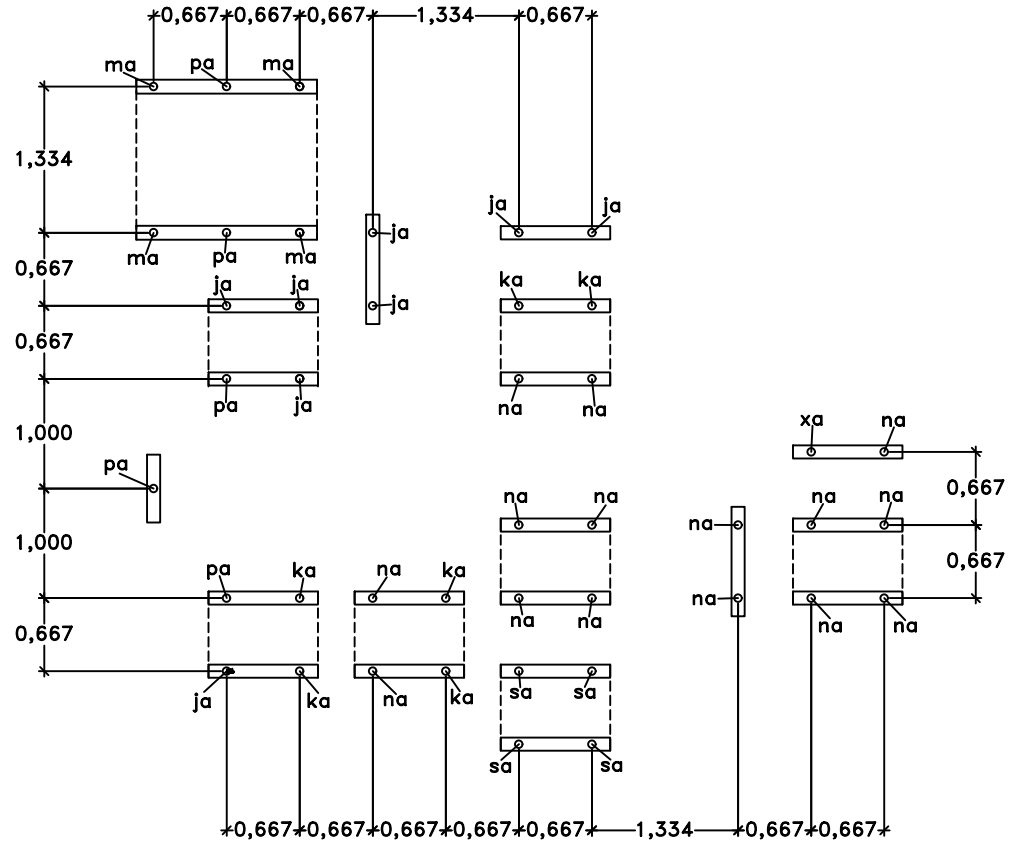 0,667 0,667 0,667 1,334 0,667
ma pa ma
1,334
ja ja
ja
ma pa ma
0,667
ja ja ka ka
ja
0,667
pa ja na na
xa na
1,000
pa
0,667
na na na na
na
1,000
0,667
pa ka na ka
na
na na na na
0,667
ja ka na ka sa sa
sa sa
0,667 0,667 0,667 0,667 0,667 1,334 0,667 0,667